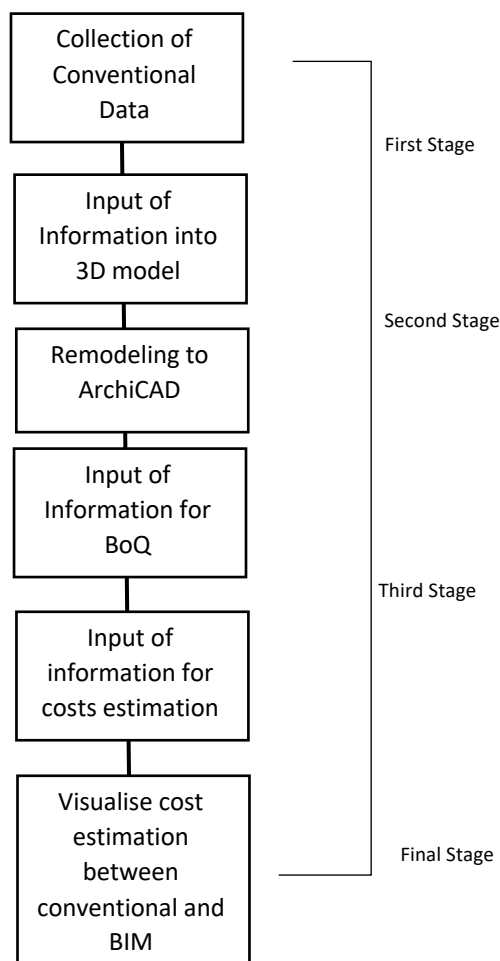 Collection of
Conventional
Data
First Stage
Input of
Information into
3D model
Second Stage
Remodeling to
ArchiCAD
Input of
Information for
BoQ
Third Stage
Input of
information for
costs estimation
Visualise cost
estimation
between
conventional and
BIM
Final Stage